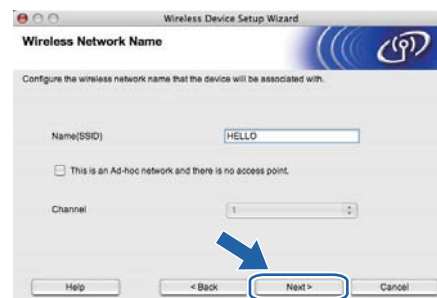 Wireless Device Setup Wizard
Wireless Network Name
Configure the wireless network name that the device will be associated with.
Name(SSID) HELLO
This is an Ad-hoc network and there is no access point.
Channel 1
Help < Back Next > Cancel